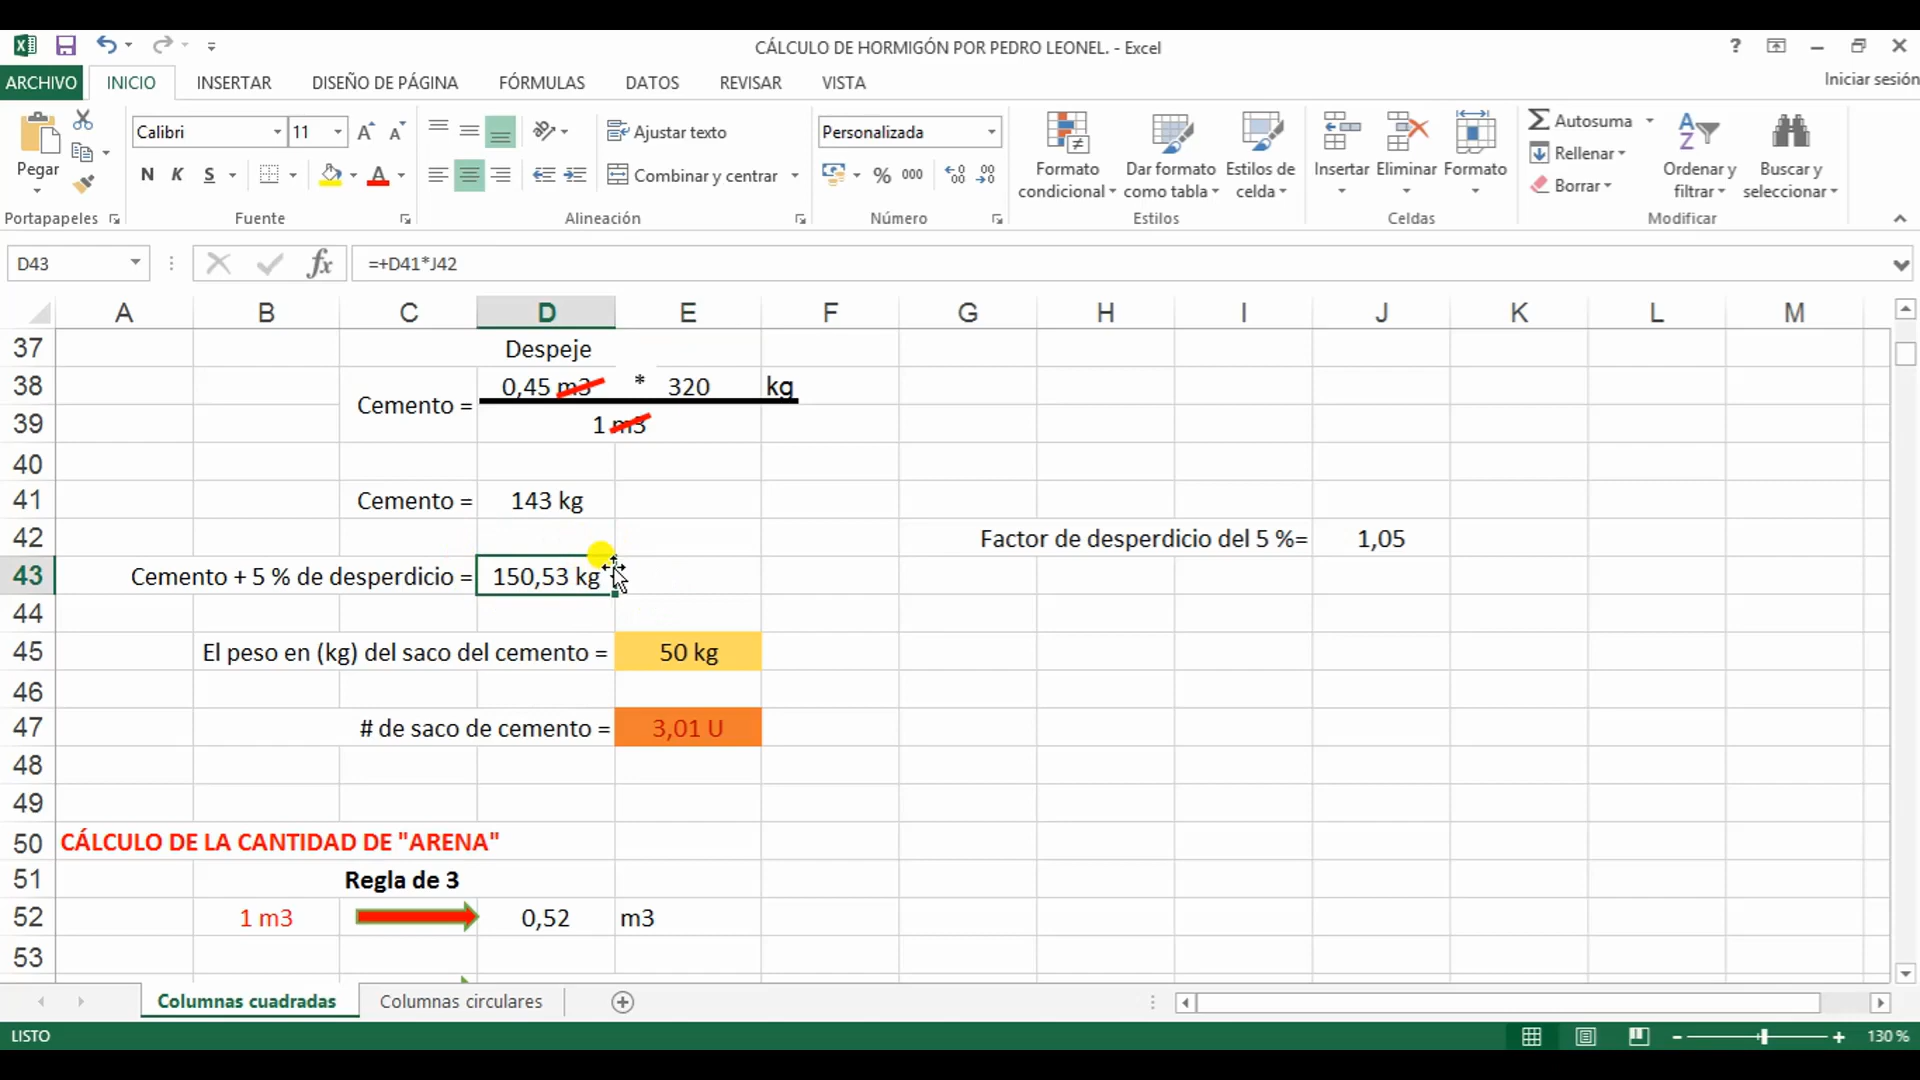 CÁLCULO DE HORMIGÓN POR PEDRO LEONEL. - Excel
?
ARCHIVO INICIO INSERTAR DISEÑO DE PÁGINA FÓRMULAS DATOS REVISAR VISTA Iniciar sesión
Pegar
Calibri 11
N K S
Ajustar texto
Combinar y centrar
Personalizada
% 000
Formato condicional
Dar formato como tabla
Estilos de celda
Insertar Eliminar Formato
Autosuma
Rellenar
Borrar
Ordenar y filtrar
Buscar y seleccionar
Portapapeles Fuente Alineación Número Estilos Celdas Modificar
D43 fx =+D41*J42
A B C D E F G H I J K L M
37 Despeje
38 0,45 m3 * 320 kg
Cemento =
39 1 m3
40
41 Cemento = 143 kg
42 Factor de desperdicio del 5 %= 1,05
43 Cemento + 5 % de desperdicio = 150,53 kg
44
45 El peso en (kg) del saco del cemento = 50 kg
46
47 # de saco de cemento = 3,01 U
48
49
50 CÁLCULO DE LA CANTIDAD DE "ARENA"
51 Regla de 3
52 1 m3 0,52 m3
53
Columnas cuadradas Columnas circulares
LISTO 130 %